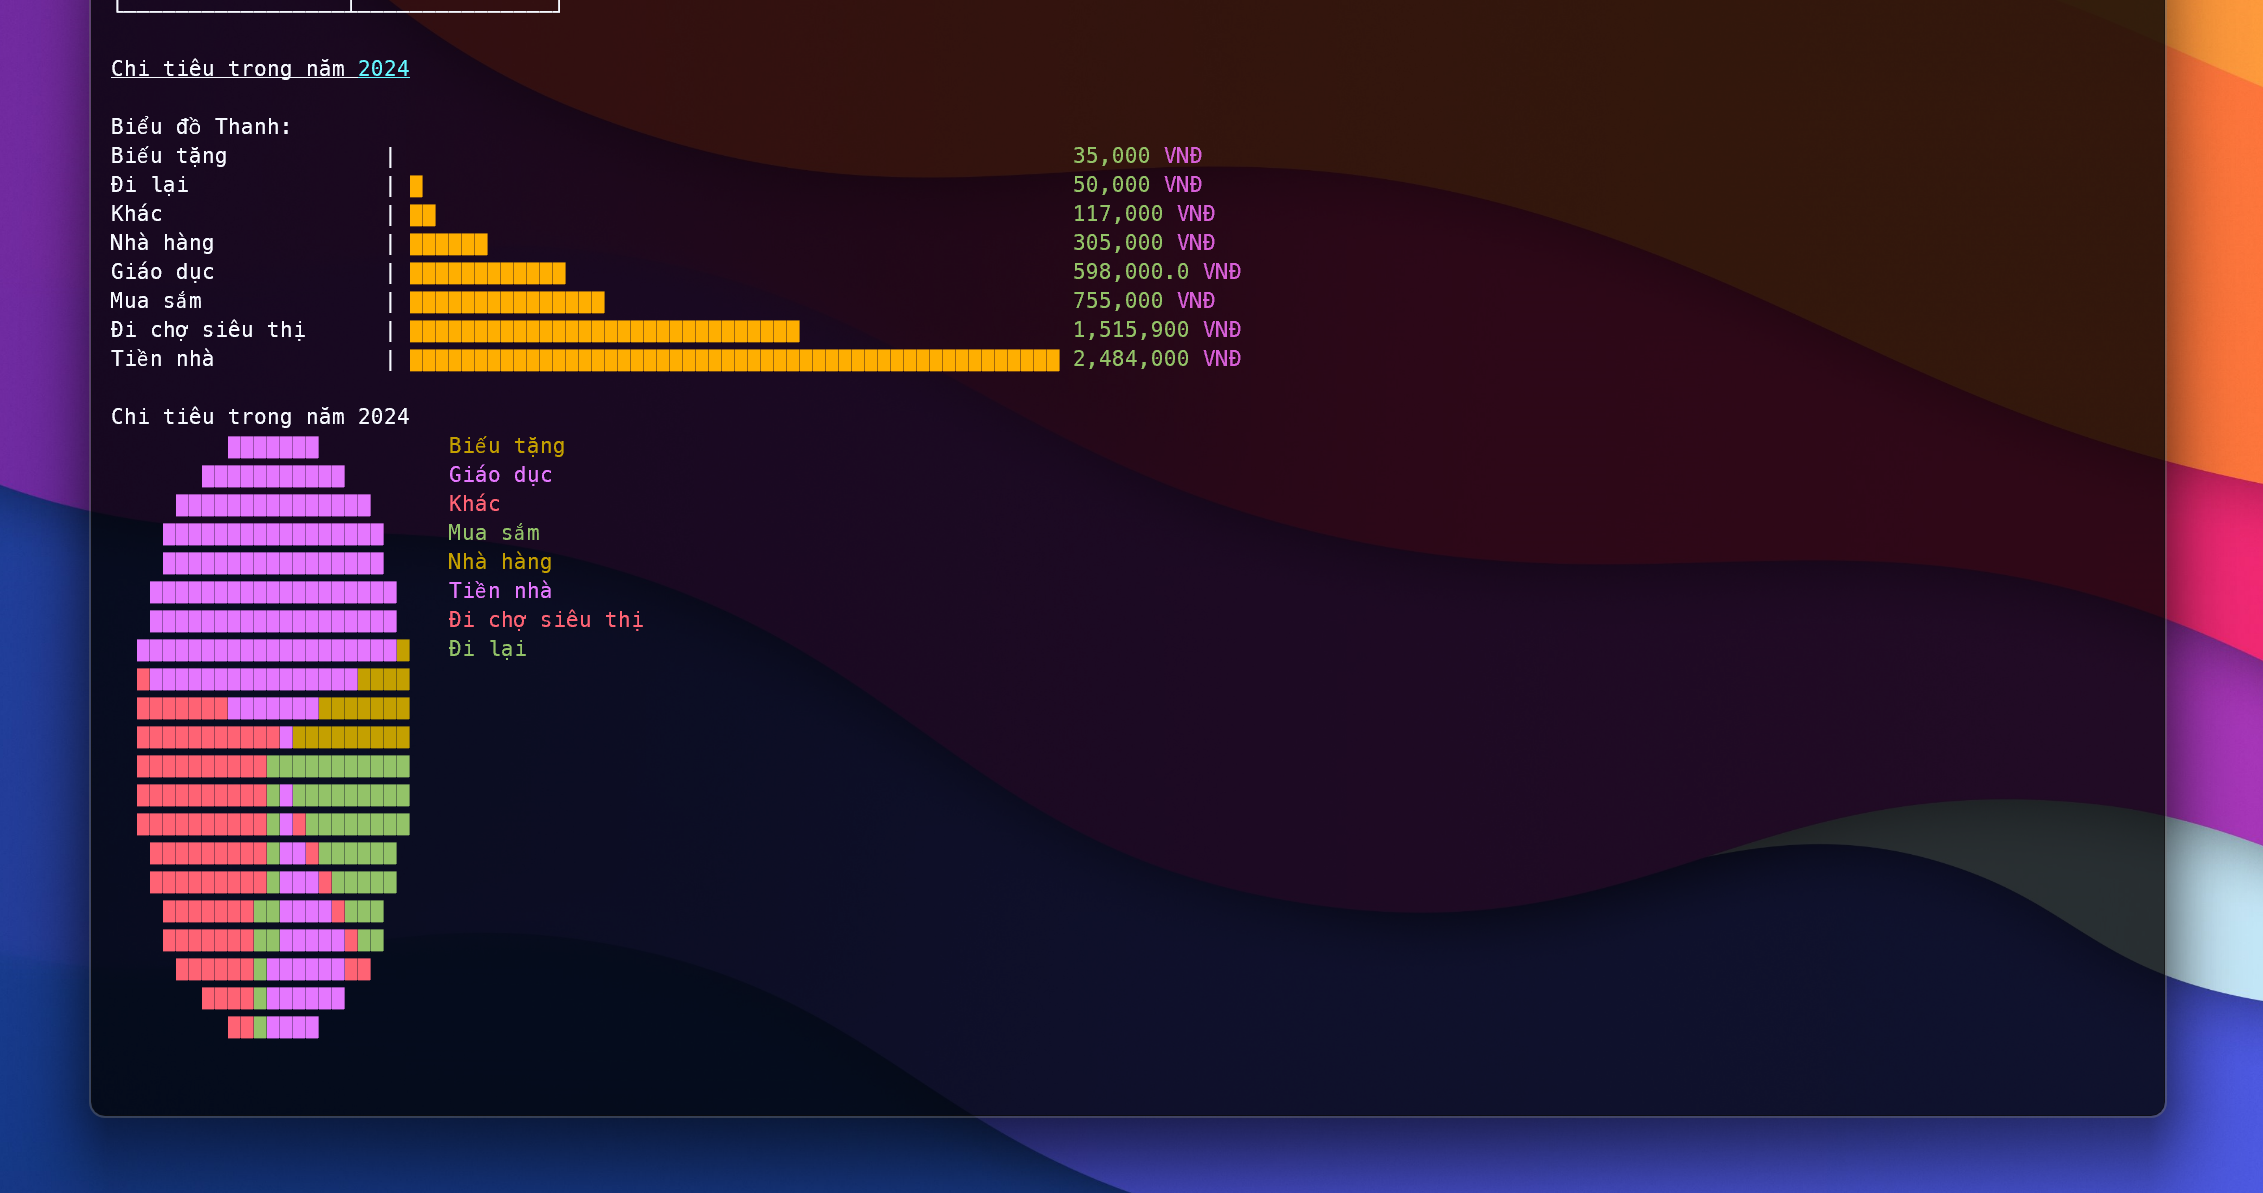 Chi tiêu trong năm 2024
Biểu đồ Thanh:
Biếu tặng | 35,000 VNĐ
Đi lại | 50,000 VNĐ
Khác | 117,000 VNĐ
Nhà hàng | 305,000 VNĐ
Giáo dục | 598,000.0 VNĐ
Mua sắm | 755,000 VNĐ
Đi chợ siêu thị | 1,515,900 VNĐ
Tiền nhà | 2,484,000 VNĐ
Chi tiêu trong năm 2024
Biếu tặng
Giáo dục
Khác
Mua sắm
Nhà hàng
Tiền nhà
Đi chợ siêu thị
Đi lại